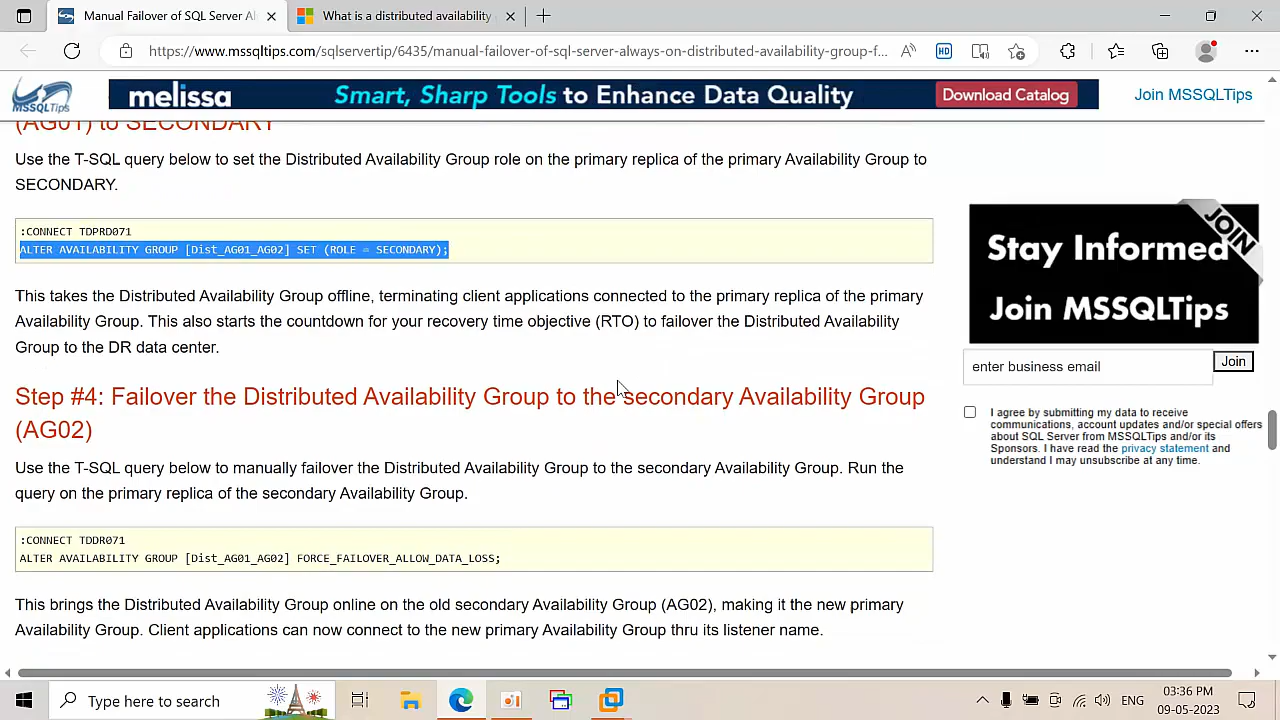 Manual Failover of SQL Server Al
What is a distributed availability
https://www.mssqltips.com/sqlservertip/6435/manual-failover-of-sql-server-always-on-distributed-availability-group-f...
HD
MSSQLTips
melissa
Smart, Sharp Tools to Enhance Data Quality
Download Catalog
Join MSSQLTips
(AG01) to SECONDARY
Use the T-SQL query below to set the Distributed Availability Group role on the primary replica of the primary Availability Group to
SECONDARY.
:CONNECT TDPRD071
ALTER AVAILABILITY GROUP [Dist_AG01_AG02] SET (ROLE = SECONDARY);
This takes the Distributed Availability Group offline, terminating client applications connected to the primary replica of the primary
Availability Group. This also starts the countdown for your recovery time objective (RTO) to failover the Distributed Availability
Group to the DR data center.
Step #4: Failover the Distributed Availability Group to the secondary Availability Group
(AG02)
Use the T-SQL query below to manually failover the Distributed Availability Group to the secondary Availability Group. Run the
query on the primary replica of the secondary Availability Group.
:CONNECT TDDR071
ALTER AVAILABILITY GROUP [Dist_AG01_AG02] FORCE_FAILOVER_ALLOW_DATA_LOSS;
This brings the Distributed Availability Group online on the old secondary Availability Group (AG02), making it the new primary
Availability Group. Client applications can now connect to the new primary Availability Group thru its listener name.
JOIN
Stay Informed
Join MSSQLTips
enter business email
Join
I agree by submitting my data to receive
communications, account updates and/or special offers
about SQL Server from MSSQLTips and/or its
Sponsors. I have read the privacy statement and
understand I may unsubscribe at any time.
Type here to search
ENG
03:36 PM
09-05-2023